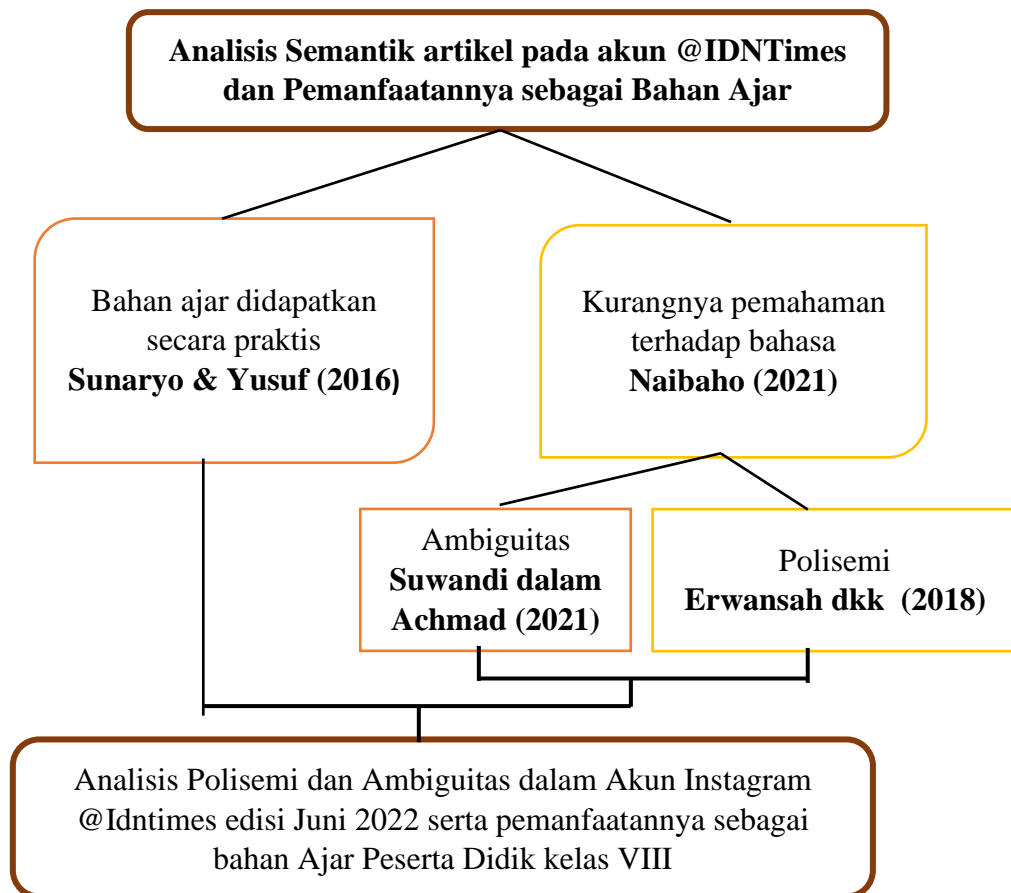 Analisis Semantik artikel pada akun @IDNTimes
dan Pemanfaatannya sebagai Bahan Ajar
Bahan ajar didapatkan
secara praktis
Sunaryo & Yusuf (2016)
Kurangnya pemahaman
terhadap bahasa
Naibaho (2021)
Ambiguitas
Suwandi dalam
Achmad (2021)
Polisemi
Erwansah dkk (2018)
Analisis Polisemi dan Ambiguitas dalam Akun Instagram
@Idntimes edisi Juni 2022 serta pemanfaatannya sebagai
bahan Ajar Peserta Didik kelas VIII